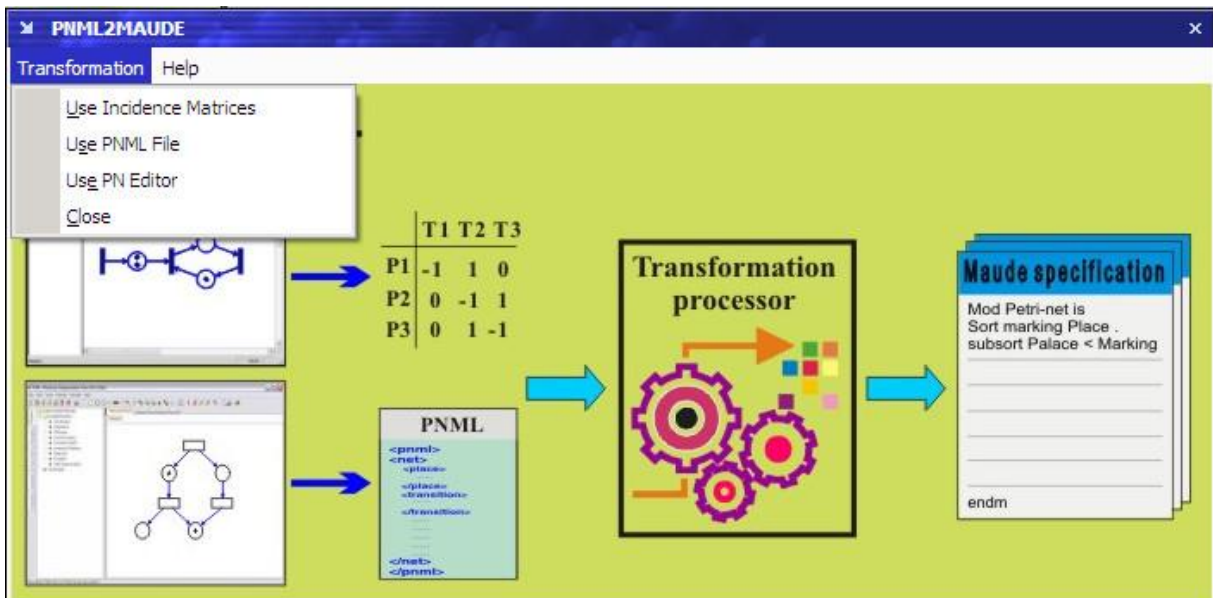 PNML2MAUDE
Transformation Help
Use Incidence Matrices
Use PNML File
Use PN Editor
Close
T1 T2 T3
P1 -1 1 0
P2 0 -1 1
P3 0 1 -1
PNML
<pnml>
<net>
<place>
</place>
<transition>
</transition>
</net>
</pnml>
Transformation
processor
Maude specification
Mod Petri-net is
Sort marking Place .
subsort Palace < Marking
endm